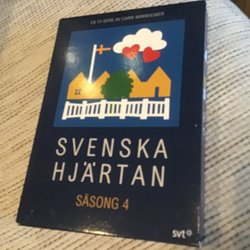 EN TV-SERIE AV CARIN MANNHEIMER
SVENSKA
HJÄRTAN
SÄSONG 4
svt